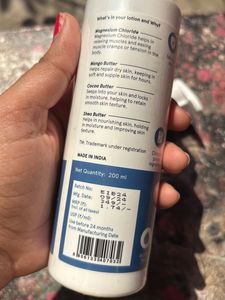 What's in your lotion and Why?
Magnesium Chloride
Magnesium Chloride helps in
relaxing muscles and easing
muscle cramps or tension in
the body.
Mango Butter
Helps repair dry skin, keeping in
soft and supple skin for hours.
Cocoa Butter
Seeps into your skin and locks
in moisture, helping to retain
smooth skin texture.
Shea Butter
Helps in nourishing skin, holding
in moisture and improving skin
texture.
TM: Trademark under registration
MADE IN INDIA
Net Quantity: 200 ml
Batch No:
Mfg. Date:
MRP (₹):
(Incl. of all taxes)
USP (₹/ml):
Use before 24 months
from Manufacturing Date